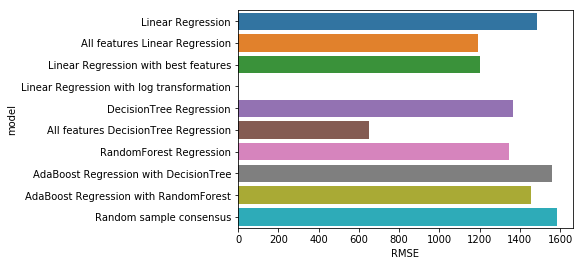 Linear Regression
All features Linear Regression
Linear Regression with best features
Linear Regression with log transformation
DecisionTree Regression
All features DecisionTree Regression
RandomForest Regression
AdaBoost Regression with DecisionTree
AdaBoost Regression with RandomForest
Random sample consensus
model
0 200 400 600 800 1000 1200 1400 1600
RMSE